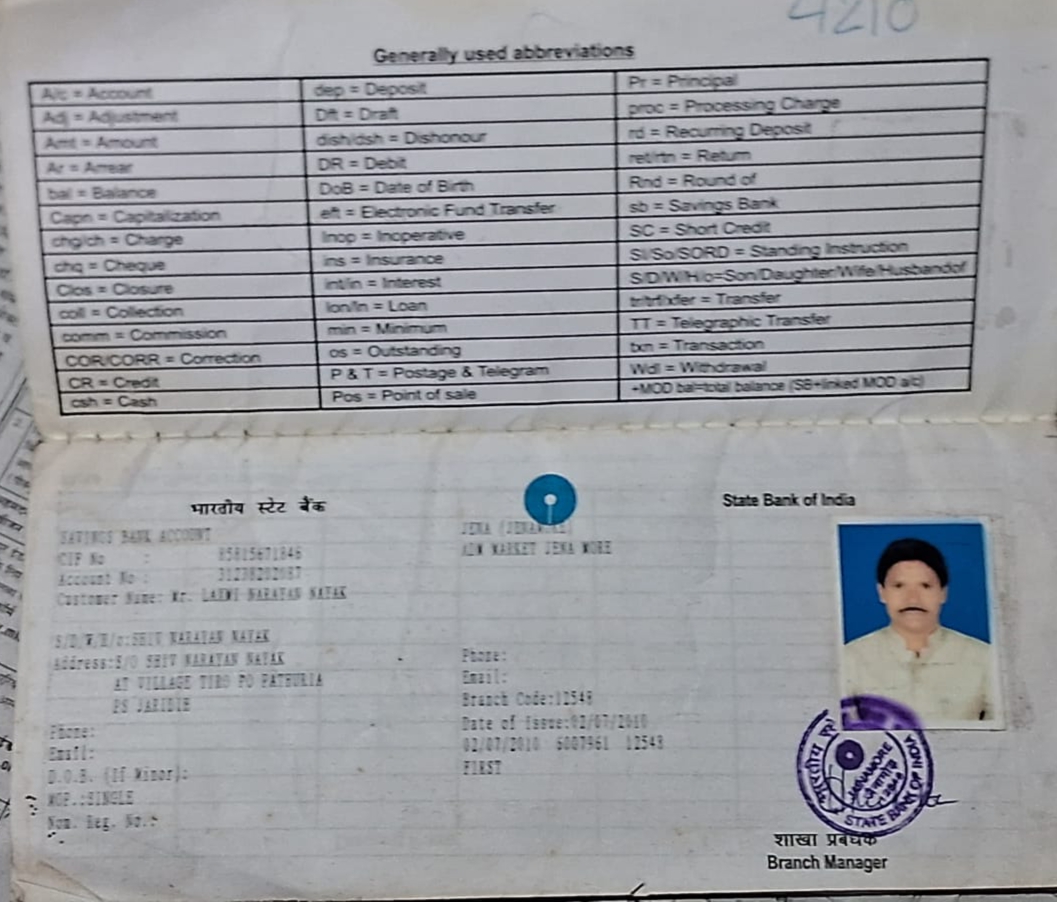 4210
Generally used abbreviations
A/c = Account
Adj = Adjustment
Amt = Amount
Ar = Arrear
bal = Balance
Capn = Capitalization
chg/ch = Charge
chq = Cheque
Clos = Closure
coll = Collection
comm = Commission
COR/CORR = Correction
CR = Credit
csh = Cash
dep = Deposit
Dft = Draft
dish/dsh = Dishonour
DR = Debit
DoB = Date of Birth
eft = Electronic Fund Transfer
Inop = Inoperative
ins = Insurance
int/in = Interest
lon/ln = Loan
min = Minimum
os = Outstanding
P & T = Postage & Telegram
Pos = Point of sale
Pr = Principal
proc = Processing Charge
rd = Recurring Deposit
ret/rtn = Return
Rnd = Round of
sb = Savings Bank
SC = Short Credit
SI/So/SORD = Standing Instruction
S/D/W/H/o=Son/Daughter/Wife/Husbandof
tr/trf/xfer = Transfer
TT = Telegraphic Transfer
txn = Transaction
Wdl = Withdrawal
+MOD bal=total balance (SB+linked MOD a/c)
भारतीय स्टेट बैंक
State Bank of India
SAVINGS BANK ACCOUNT
CIF No :
Account No :
Customer Name: Mr. LAXMI NARAYAN NAYAK
S/D/W/H/o:SHIV NARAYAN NAYAK
Address:S/O SHIV NARAYAN NAYAK
AT VILLAGE TIRO PO PATHURIA
PS JARIDIH
Phone:
Email:
D.O.B. (If Minor):
MOP.:SINGLE
Nom. Reg. No.:
JENA
MARKET JENA MORE
Phone:
Email:
Branch Code:12548
Date of Issue:02/07/2010
02/07/2010 6007961 12548
FIRST
STATE BANK OF INDIA
शाखा प्रबंधक
Branch Manager